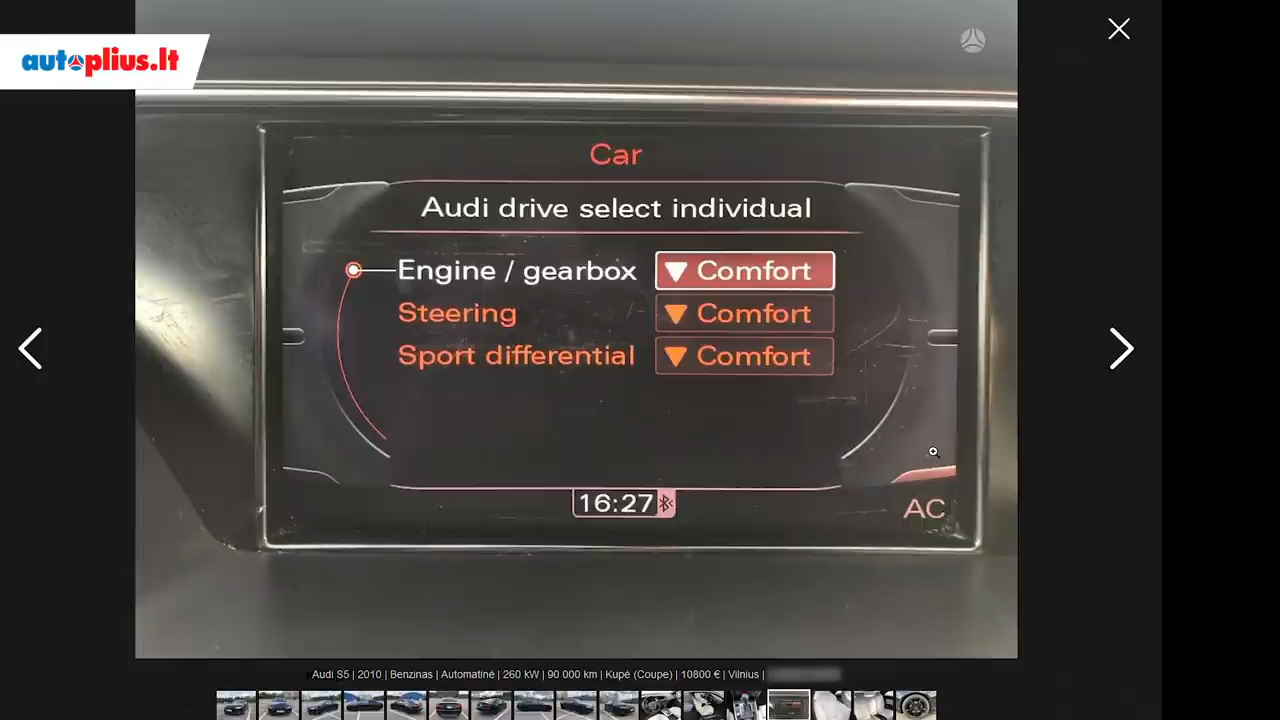 autoplius.lt
Car
Audi drive select individual
Engine / gearbox Comfort
Steering Comfort
Sport differential Comfort
16:27
AC
Audi S5 | 2010 | Benzinas | Automatinė | 260 kW | 90 000 km | Kupė (Coupe) | 10800 € | Vilnius |